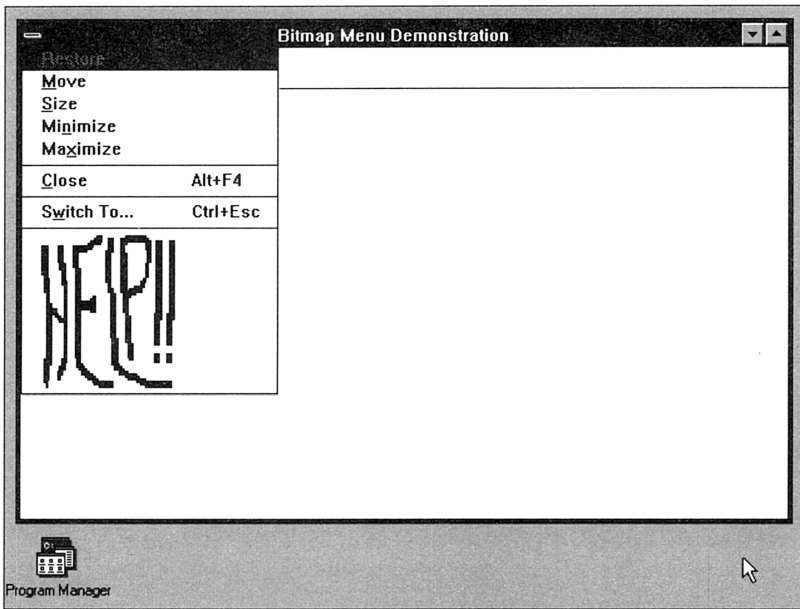 Bitmap Menu Demonstration
Restore
Move
Size
Minimize
Maximize
Close Alt+F4
Switch To... Ctrl+Esc
HELP!!
Program Manager